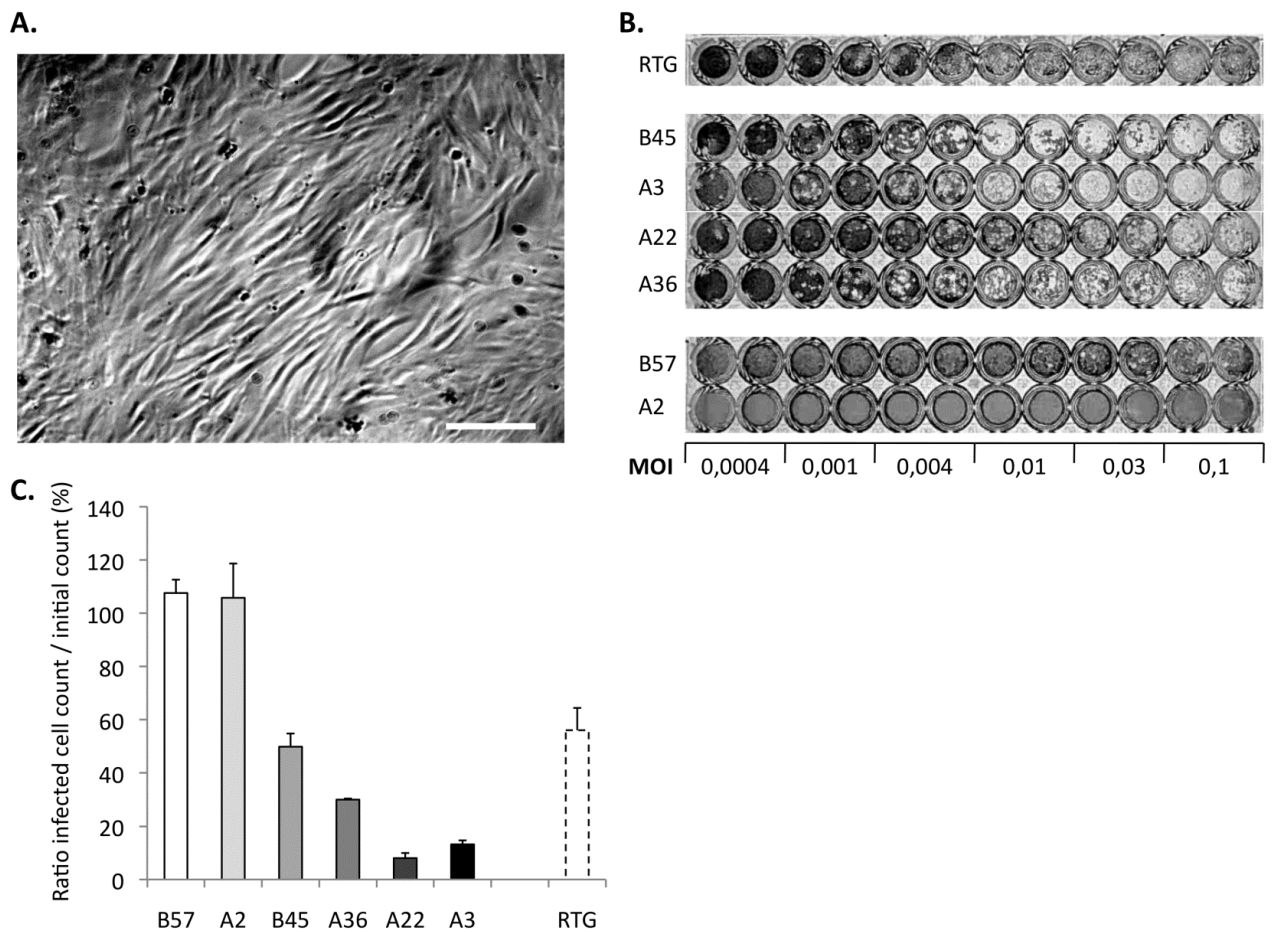 A.
B.
RTG
B45
A3
A22
A36
B57
A2
MOI 0,0004 0,001 0,004 0,01 0,03 0,1
C.
Ratio infected cell count / initial count (%)
140
120
100
80
60
40
20
0
B57 A2 B45 A36 A22 A3 RTG